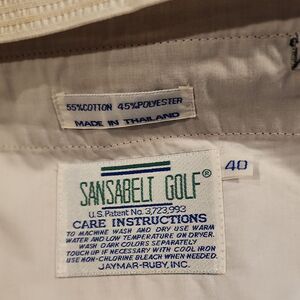 55%COTTON 45%POLYESTER
MADE IN THAILAND
SANSABELT GOLF®
40
U.S. Patent No. 3,723,993
CARE INSTRUCTIONS
TO MACHINE WASH AND DRY USE WARM
WATER AND LOW TEMPERATURE ON DRYER.
WASH DARK COLORS SEPARATELY
TOUCH UP IF NECESSARY WITH COOL IRON
USE NON-CHLORINE BLEACH WHEN NEEDED.
JAYMAR-RUBY, INC.